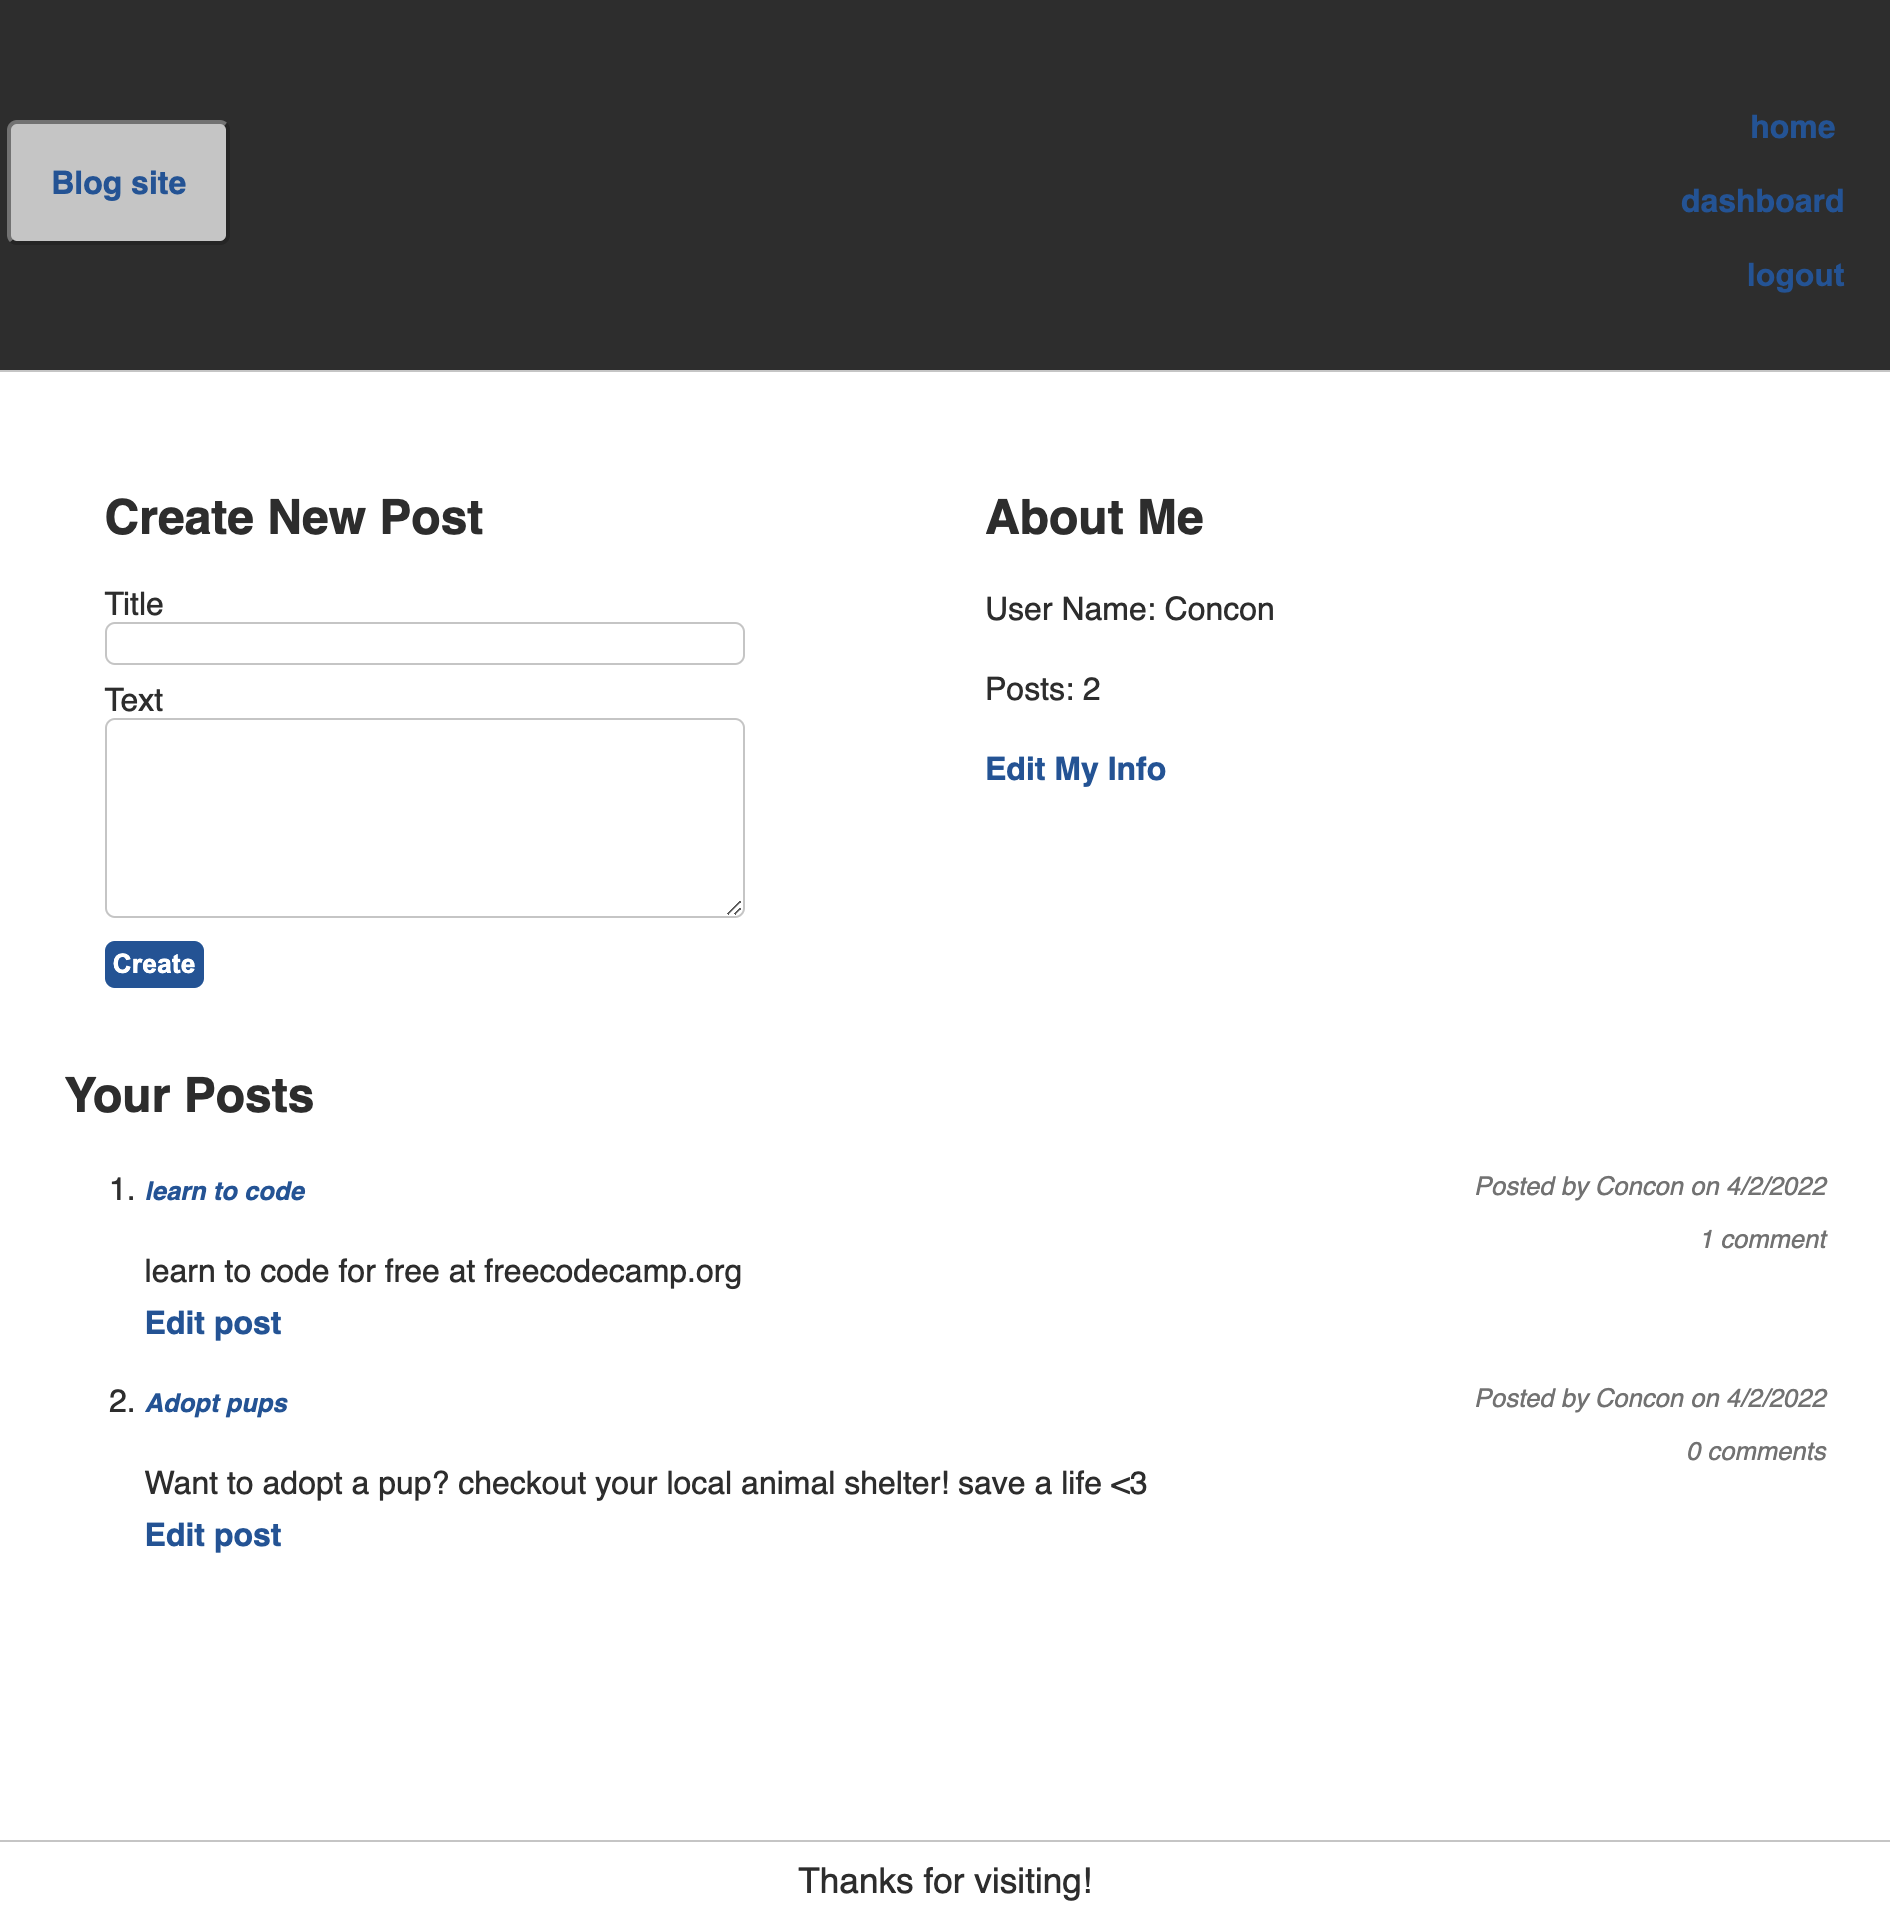 Blog site
home
dashboard
logout
Create New Post
Title
Text
Create
About Me
User Name: Concon
Posts: 2
Edit My Info
Your Posts
1. learn to code
Posted by Concon on 4/2/2022
1 comment
learn to code for free at freecodecamp.org
Edit post
2. Adopt pups
Posted by Concon on 4/2/2022
0 comments
Want to adopt a pup? checkout your local animal shelter! save a life <3
Edit post
Thanks for visiting!